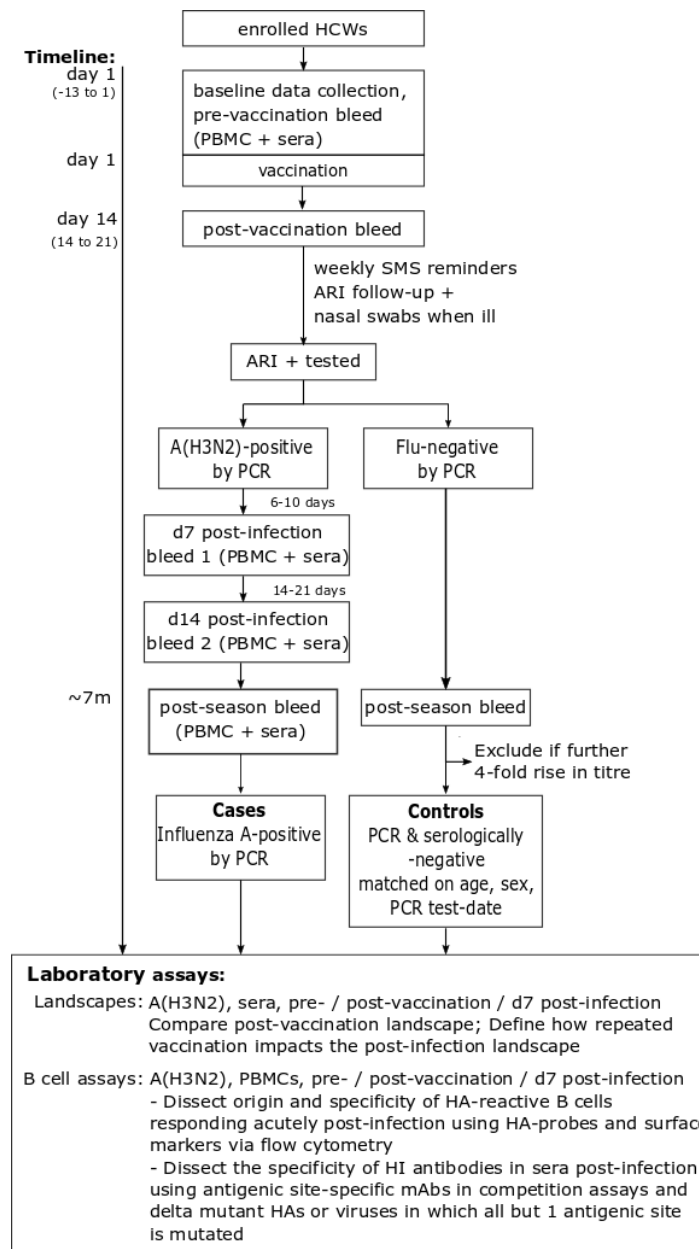 enrolled HCWs
Timeline:
day 1
(-13 to 1)
baseline data collection,
pre-vaccination bleed
(PBMC + sera)
day 1
vaccination
day 14
(14 to 21)
post-vaccination bleed
weekly SMS reminders
ARI follow-up +
nasal swabs when ill
ARI + tested
A(H3N2)-positive
by PCR
Flu-negative
by PCR
6-10 days
d7 post-infection
bleed 1 (PBMC + sera)
14-21 days
d14 post-infection
bleed 2 (PBMC + sera)
~7m
post-season bleed
(PBMC + sera)
post-season bleed
Exclude if further
4-fold rise in titre
Cases
Influenza A-positive
by PCR
Controls
PCR & serologically
-negative
matched on age, sex,
PCR test-date
Laboratory assays:
Landscapes: A(H3N2), sera, pre- / post-vaccination / d7 post-infection
Compare post-vaccination landscape; Define how repeated
vaccination impacts the post-infection landscape
B cell assays: A(H3N2), PBMCs, pre- / post-vaccination / d7 post-infection
- Dissect origin and specificity of HA-reactive B cells
responding acutely post-infection using HA-probes and surface
markers via flow cytometry
- Dissect the specificity of HI antibodies in sera post-infection
using antigenic site-specific mAbs in competition assays and
delta mutant HAs or viruses in which all but 1 antigenic site
is mutated